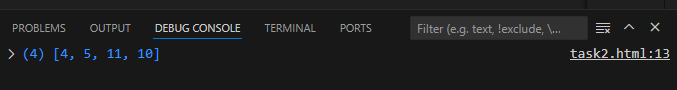 PROBLEMS OUTPUT DEBUG CONSOLE TERMINAL PORTS Filter (e.g. text, !exclude, \...
(4) [4, 5, 11, 10] task2.html:13